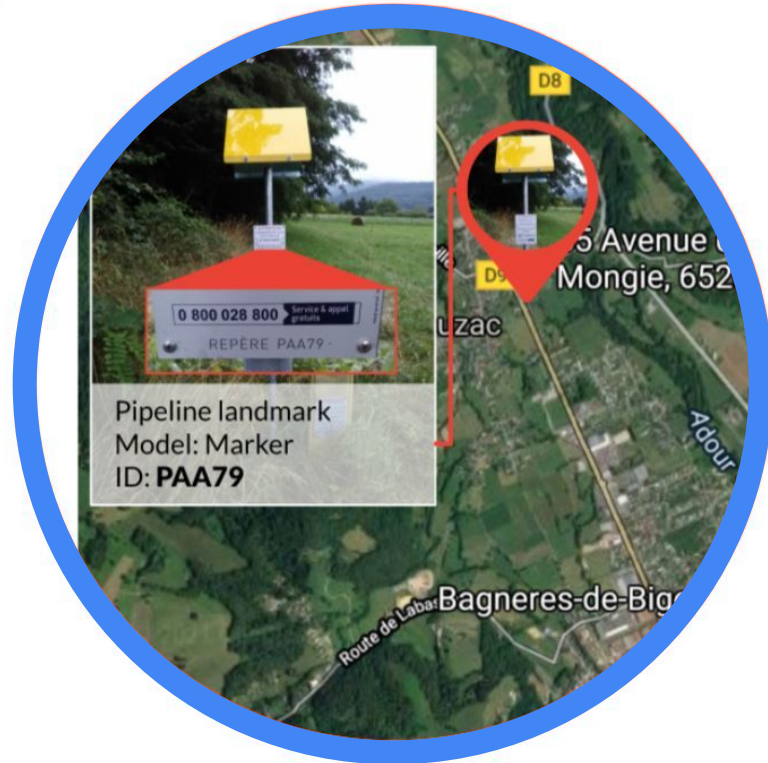 0 800 028 800
Service & appel
gratuits
REPÈRE PAA79
Pipeline landmark
Model: Marker
ID: PAA79
D8
5 Avenue
Mongie, 652
D9
uzac
Adour
Bagneres-de-Big
Route de Labas